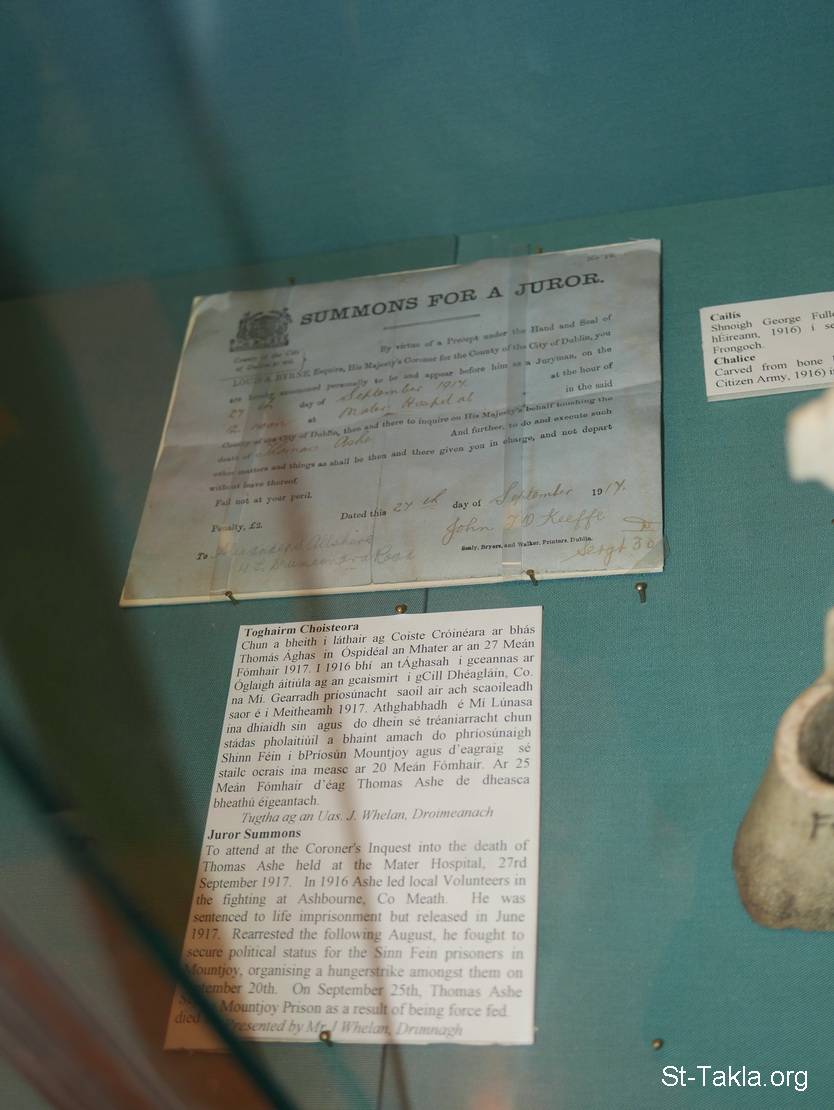 SUMMONS FOR A JUROR.
County of the City
of Dublin to wit.
By virtue of a Precept under the Hand and Seal of
LOUIS A. BYRNE, Esquire, His Majesty's Coroner for the County of the City of Dublin, you
are hereby summoned personally to be and appear before him as a Juryman, on the
27th day of September 1917. at the hour of
at Mater Hospital at in the said
County of the City of Dublin, then and there to inquire on His Majesty's behalf touching the
death of Thomas Ashe And further, to do and execute such
other matters and things as shall be then and there given you in charge, and not depart
without leave thereof.
Fail not at your peril.
Dated this 27th day of September 1917.
Penalty, £2.
John O'Keeffe
To
Sealy, Bryers, and Walker, Printers, Dublin.
Sergt 30
Cailís
Shnoigh George Full
hÉireann, 1916) i s
Frongoch.
Chalice
Carved from bone
Citizen Army, 1916) i
Toghairm Choisteora
Chun a bheith i láthair ag Coiste Cróinéara ar bhás
Thomás Ághas in Óspidéal an Mhater ar an 27 Meán
Fómhair 1917. I 1916 bhí an tÁghasah i gceannas ar
Óglaigh áitiúla ag an gcaismirt i gCill Dhéagláin, Co.
na Mí. Gearradh príosúnacht saoil air ach scaoileadh
saor é i Meitheamh 1917. Athghabhadh é Mí Lúnasa
ina dhiaidh sin agus do dhein sé tréaniarracht chun
stádas pholaitiúil a bhaint amach do phríosúnaigh
Shinn Féin i bPríosún Mountjoy agus d'eagraig sé
stailc ocrais ina measc ar 20 Meán Fómhair. Ar 25
Meán Fómhair d'éag Thomas Ashe de dheasca
bheathú éigeantach.
Tugtha ag an Uas. J. Whelan, Droimeanach
Juror Summons
To attend at the Coroner's Inquest into the death of
Thomas Ashe held at the Mater Hospital, 27rd
September 1917. In 1916 Ashe led local Volunteers in
the fighting at Ashbourne, Co Meath. He was
sentenced to life imprisonment but released in June
1917. Rearrested the following August, he fought to
secure political status for the Sinn Fein prisoners in
Mountjoy, organising a hungerstrike amongst them on
September 20th. On September 25th, Thomas Ashe
died Mountjoy Prison as a result of being force fed.
Presented by Mr J Whelan, Drimnagh
St-Takla.org